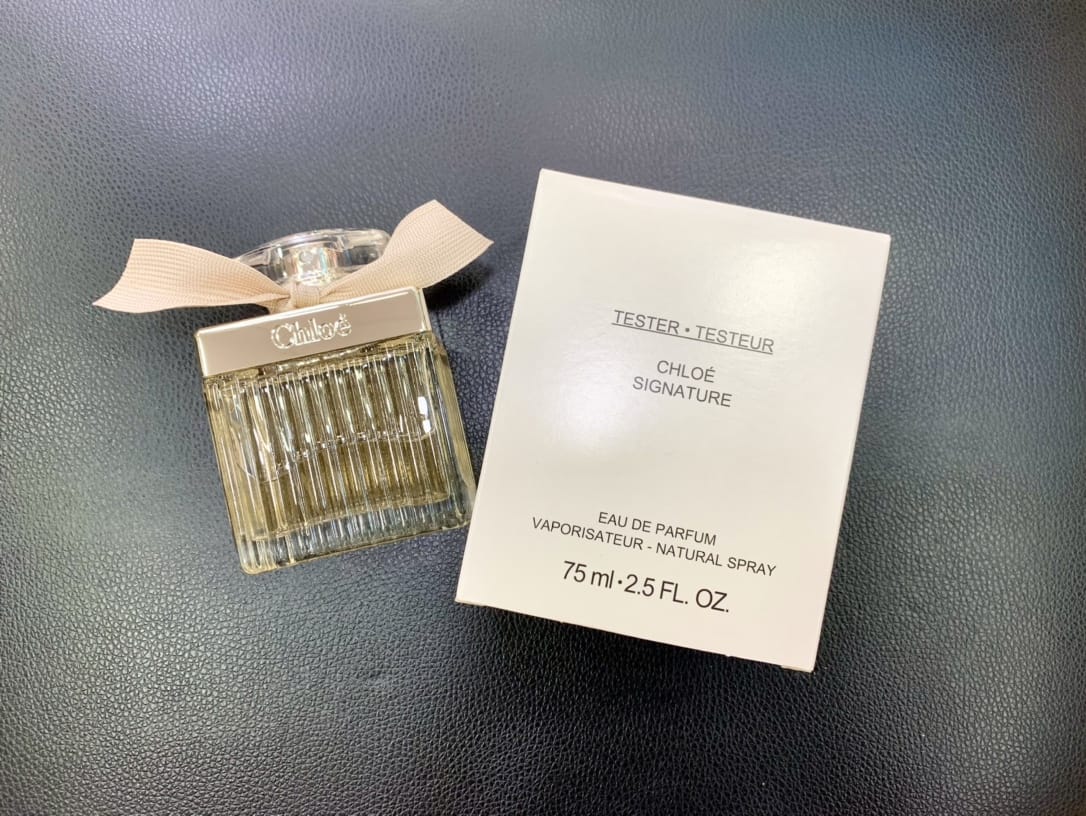 Chloé
TESTER • TESTEUR
CHLOÉ
SIGNATURE
EAU DE PARFUM
VAPORISATEUR - NATURAL SPRAY
75 ml • 2.5 FL. OZ.